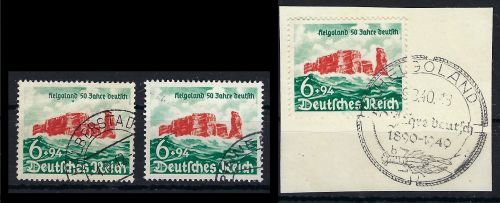 Helgoland 50 Jahre deutsch
6+94
Deutsches Reich
Helgoland 50 Jahre deutsch
6+94
Deutsches Reich
Helgoland 50 Jahre deutsch
6+94
Deutsches Reich
HELGOLAND
Jahre deutsch
1890-1940
b